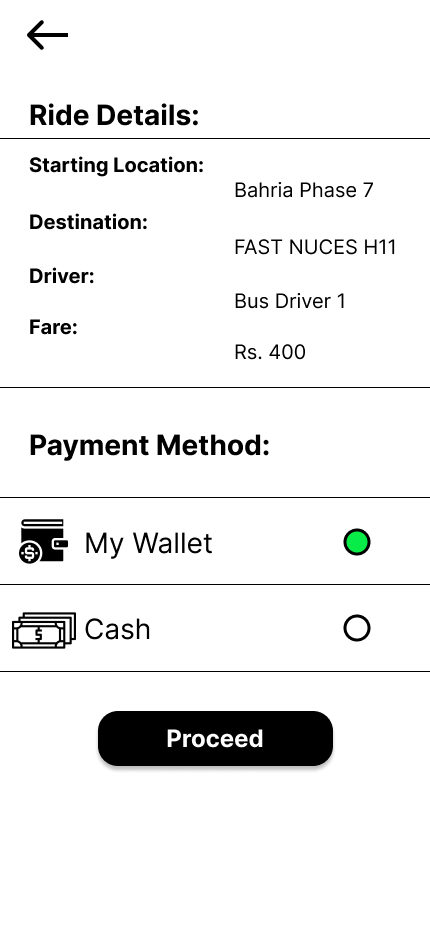 Ride Details:
Starting Location:
Bahria Phase 7
Destination:
FAST NUCES H11
Driver:
Bus Driver 1
Fare:
Rs. 400
Payment Method:
$ My Wallet
$ Cash
Proceed